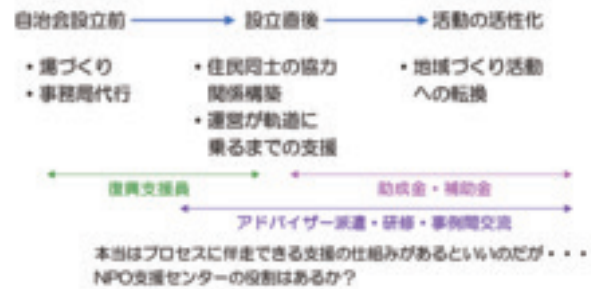 自治会設立前 設立直後 活動の活性化
・場づくり
・事務局代行
・住民同士の協力
関係構築
・運営が軌道に
乗るまでの支援
・地域づくり活動
への転換
復興支援員
助成金・補助金
アドバイザー派遣・研修・事例間交流
本当はプロセスに伴走できる支援の仕組みがあるといいのだが・・・
NPO支援センターの役割はあるか？